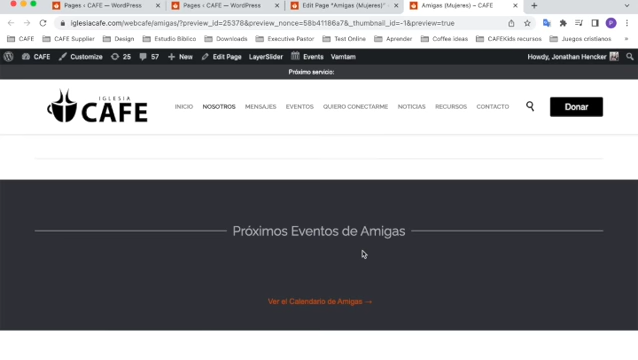 Pages ‹ CAFE — WordPress
Pages ‹ CAFE — WordPress
Edit Page "Amigas (Mujeres)"
Amigas (Mujeres) – CAFE
iglesiacafe.com/webcafe/amigas/?preview_id=25378&preview_nonce=58b41186a7&_thumbnail_id=-1&preview=true
CAFE CAFE Supplier Design Estudio Bíblico Downloads Executive Pastor Test Online Aprender Coffee ideas CAFEKids recursos Juegos cristianos »
CAFE Customize 25 57 New Edit Page LayerSlider Events Vamtam Howdy, Jonathan Hencker
Próximo servicio:
IGLESIA
CAFE
INICIO NOSOTROS MENSAJES EVENTOS QUIERO CONECTARME NOTICIAS RECURSOS CONTACTO Donar
Próximos Eventos de Amigas
Ver el Calendario de Amigas →